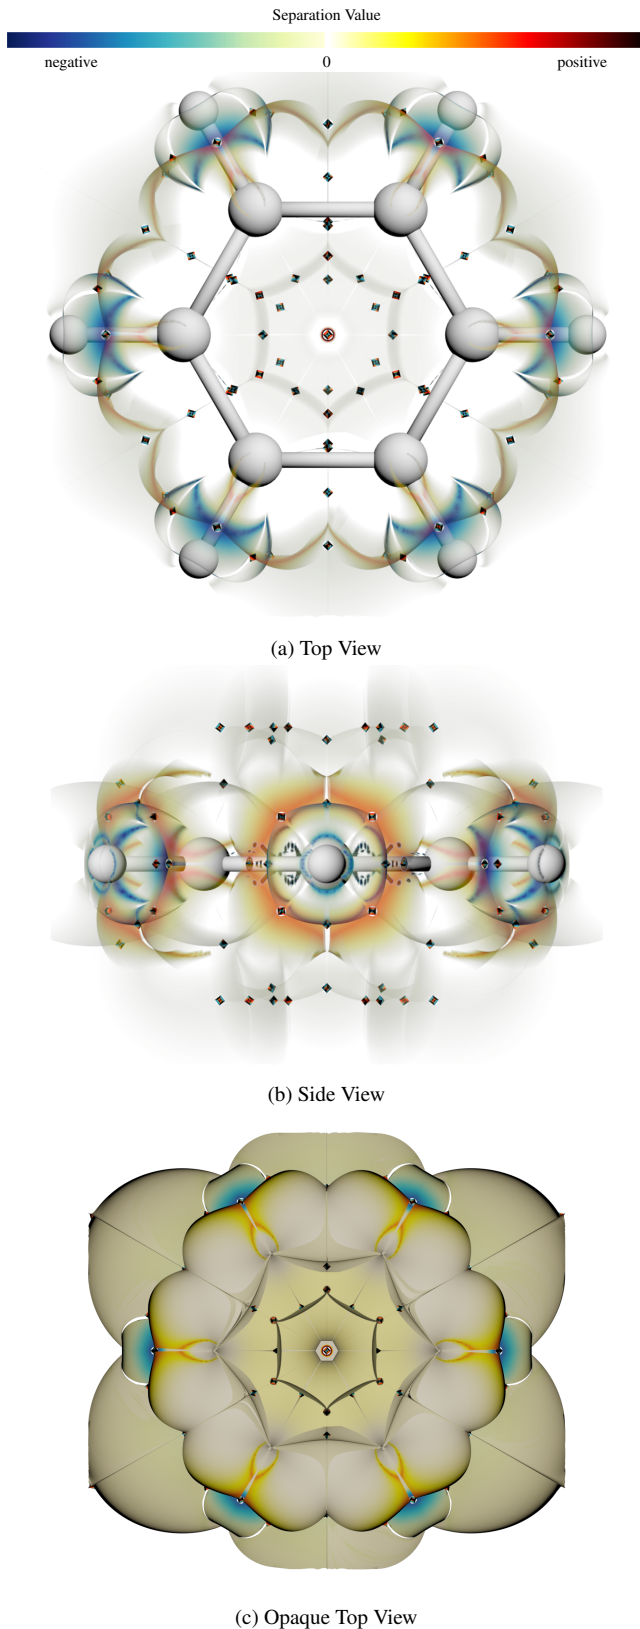 Separation Value
negative 0 positive
(a) Top View
(b) Side View
(c) Opaque Top View